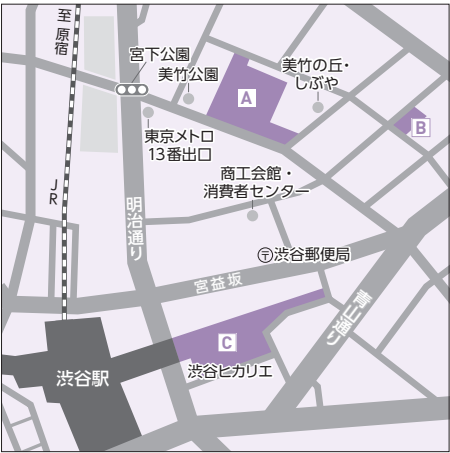 至 原宿
宮下公園
美竹公園
美竹の丘・
しぶや
A
B
東京メトロ
13番出口
商工会館・
消費者センター
JR
明治通り
〒渋谷郵便局
宮益坂
青山通り
C
渋谷ヒカリエ
渋谷駅